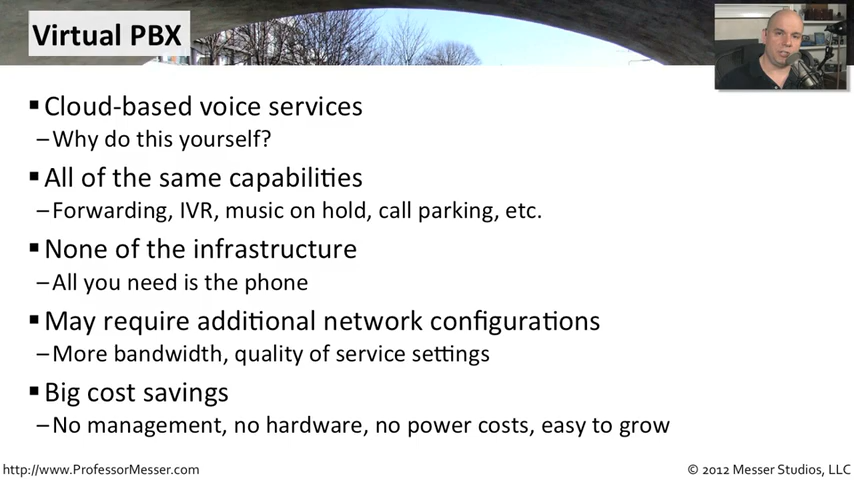 Virtual PBX
▪Cloud-based voice services
–Why do this yourself?
▪All of the same capabilities
–Forwarding, IVR, music on hold, call parking, etc.
▪None of the infrastructure
–All you need is the phone
▪May require additional network configurations
–More bandwidth, quality of service settings
▪Big cost savings
–No management, no hardware, no power costs, easy to grow
http://www.ProfessorMesser.com
© 2012 Messer Studios, LLC